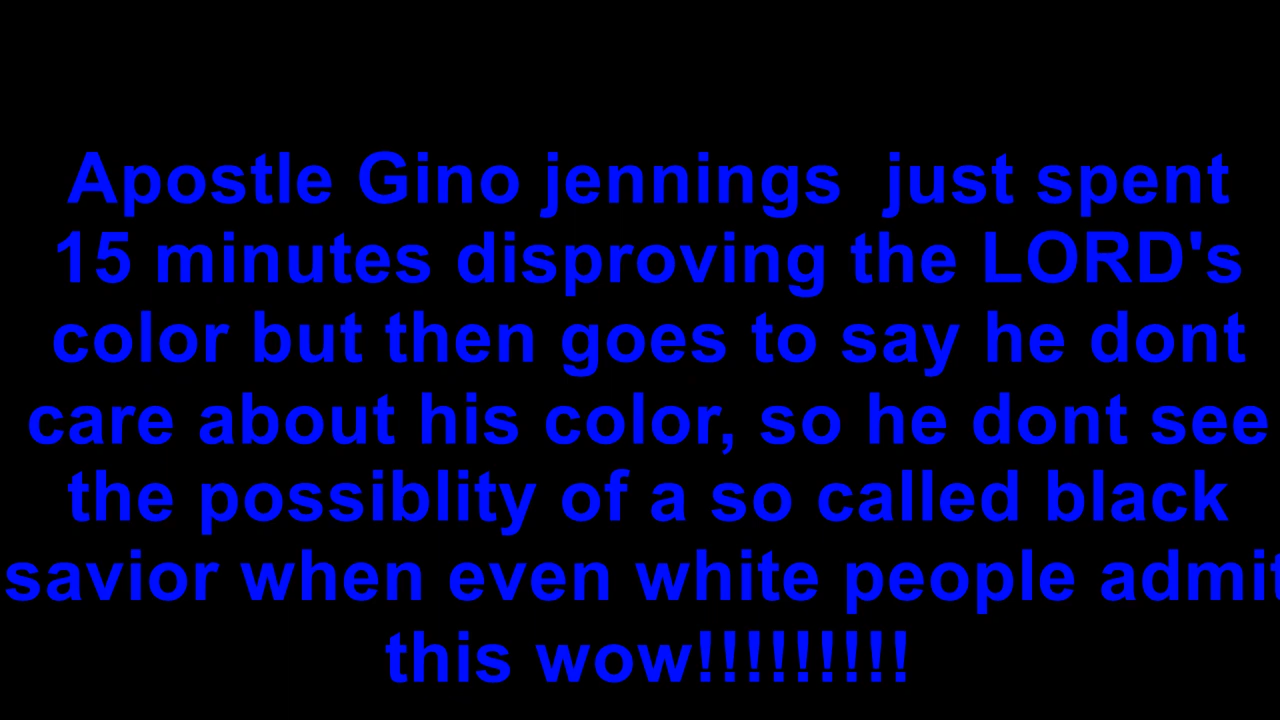 Apostle Gino jennings  just spent
15 minutes disproving the LORD's
color but then goes to say he dont
care about his color, so he dont see
the possiblity of a so called black
savior when even white people admit
this wow!!!!!!!!!